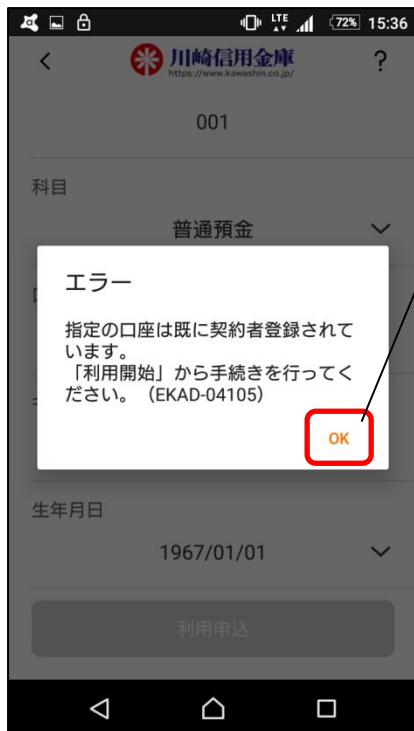 LTE 72% 15:36
川崎信用金庫 ?
https://www.kawashin.co.jp/
001
科目
普通預金
エラー
指定の口座は既に契約者登録されて
います。
「利用開始」から手続きを行ってく
ださい。（EKAD-04105）
OK
生年月日
1967/01/01
利用申込